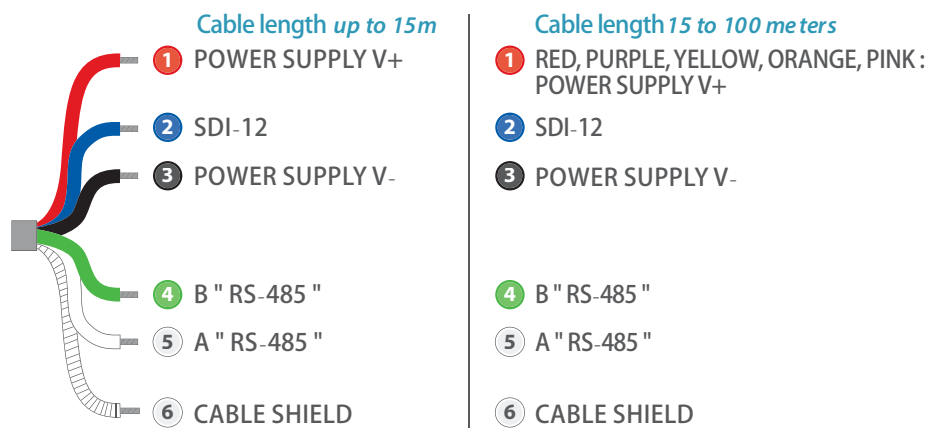 Cable length up to 15m
1 POWER SUPPLY V+
2 SDI-12
3 POWER SUPPLY V-
4 B " RS-485 "
5 A " RS-485 "
6 CABLE SHIELD
Cable length 15 to 100 meters
1 RED, PURPLE, YELLOW, ORANGE, PINK :
POWER SUPPLY V+
2 SDI-12
3 POWER SUPPLY V-
4 B " RS-485 "
5 A " RS-485 "
6 CABLE SHIELD